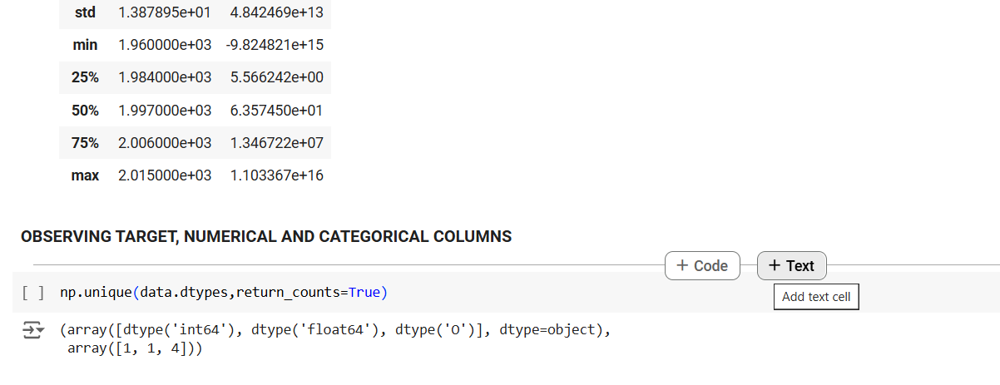 std 1.387895e+01 4.842469e+13
min 1.960000e+03 -9.824821e+15
25% 1.984000e+03 5.566242e+00
50% 1.997000e+03 6.357450e+01
75% 2.006000e+03 1.346722e+07
max 2.015000e+03 1.103367e+16
OBSERVING TARGET, NUMERICAL AND CATEGORICAL COLUMNS
+ Code + Text
[ ] np.unique(data.dtypes,return_counts=True)
Add text cell
(array([dtype('int64'), dtype('float64'), dtype('O')], dtype=object),
array([1, 1, 4]))